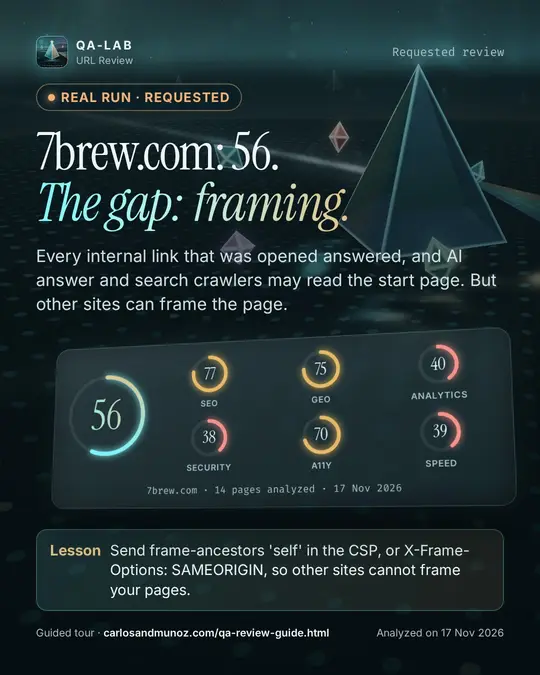 QA-LAB
URL Review
Requested review
REAL RUN · REQUESTED
7brew.com: 56.
The gap: framing.
Every internal link that was opened answered, and AI
answer and search crawlers may read the start page. But
other sites can frame the page.
56
77
SEO
75
GEO
40
ANALYTICS
38
SECURITY
70
A11Y
39
SPEED
7brew.com · 14 pages analyzed · 17 Nov 2026
Lesson
Send frame-ancestors 'self' in the CSP, or X-Frame-
Options: SAMEORIGIN, so other sites cannot frame
your pages.
Guided tour · carlosandmunoz.com/qa-review-guide.html
Analyzed on 17 Nov 2026